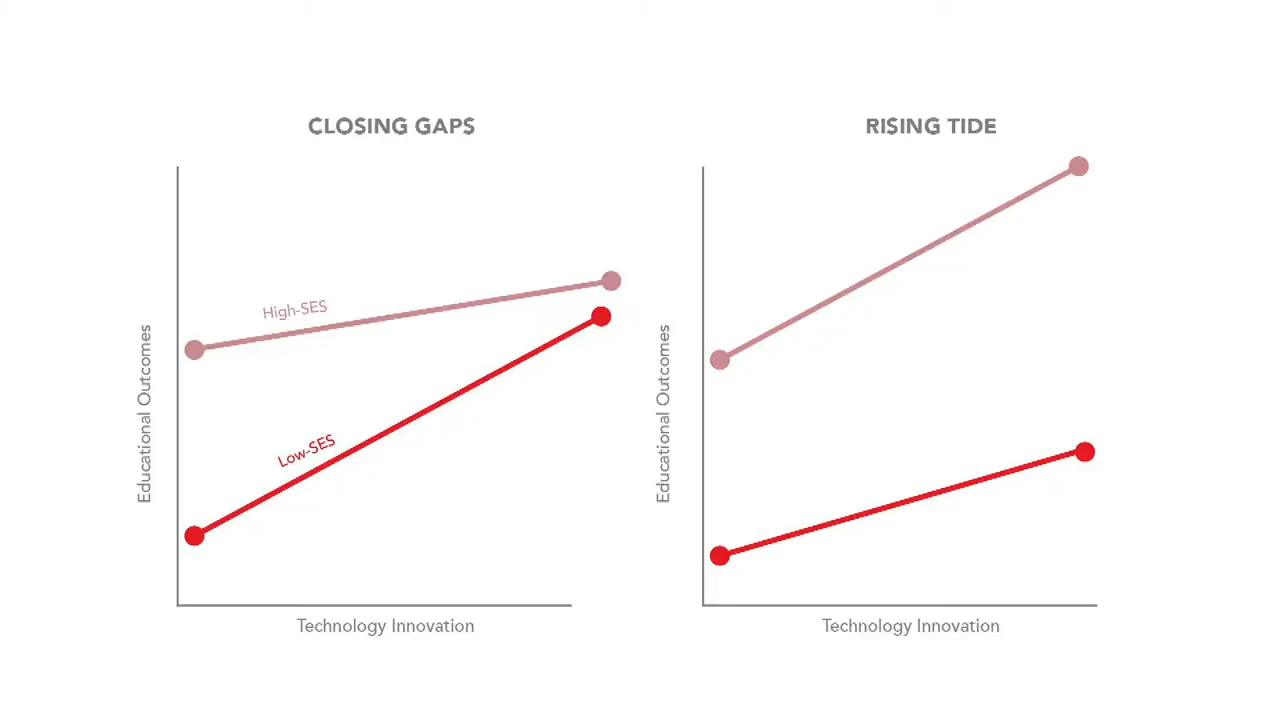 CLOSING GAPS
Educational Outcomes
High-SES
Low-SES
Technology Innovation
RISING TIDE
Educational Outcomes
Technology Innovation